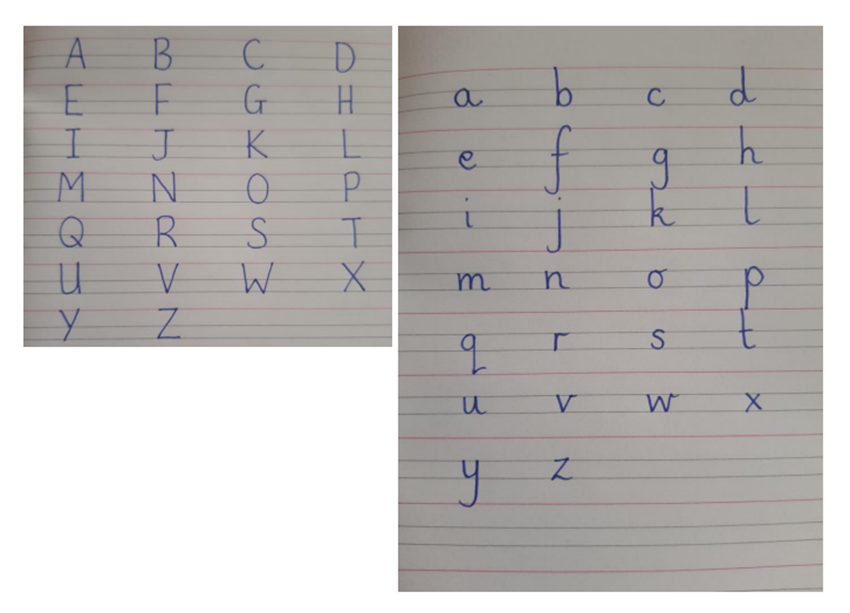 A B C D
E F G H
I J K L
M N O P
Q R S T
U V W X
Y Z
a b c d
e f g h
i j k l
m n o p
q r s t
u v w x
y z